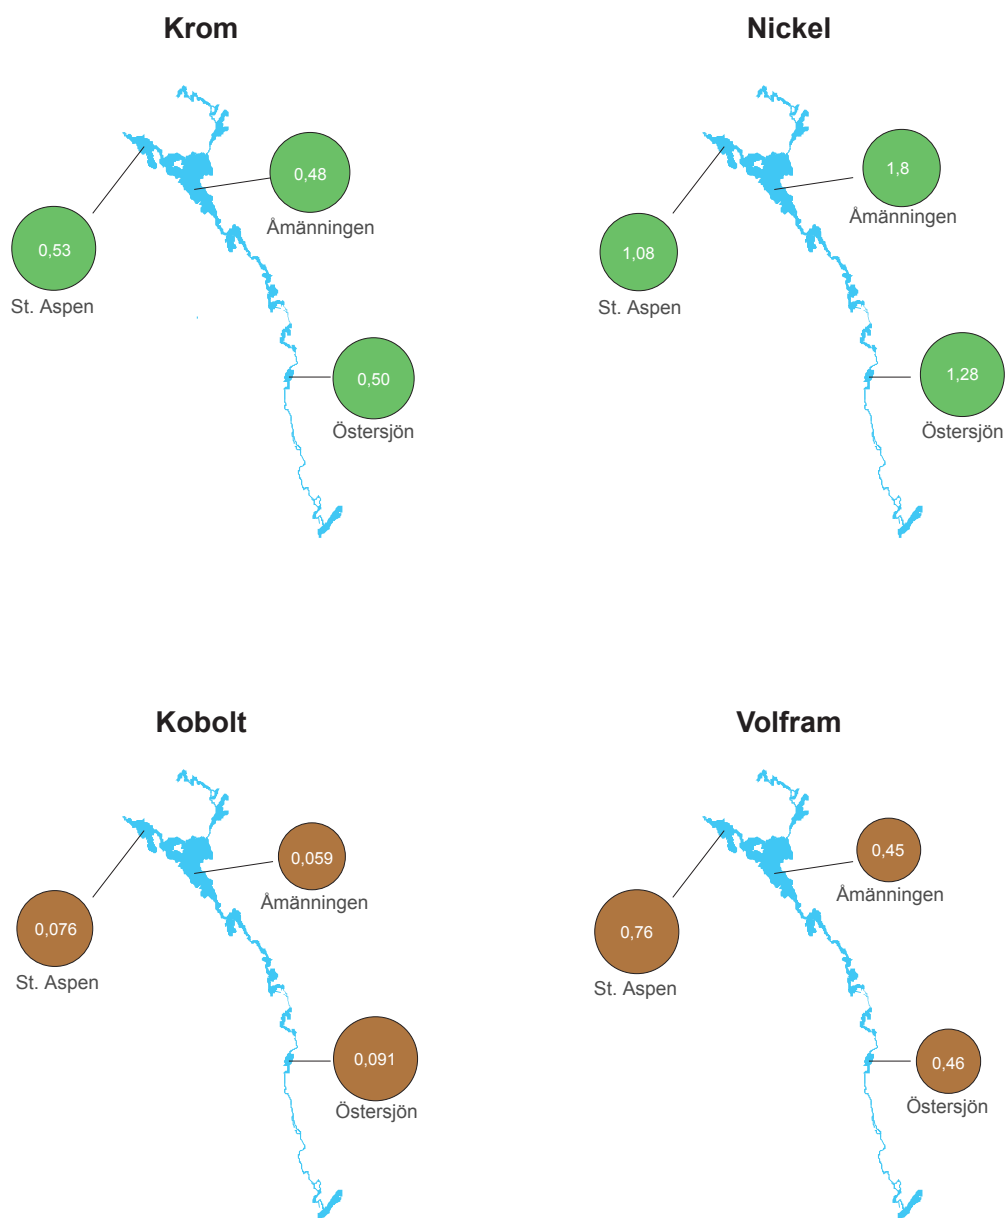 Krom
0,48
Åmänningen
0,53
St. Aspen
0,50
Östersjön
Nickel
1,8
Åmänningen
1,08
St. Aspen
1,28
Östersjön
Kobolt
0,059
Åmänningen
0,076
St. Aspen
0,091
Östersjön
Volfram
0,45
Åmänningen
0,76
St. Aspen
0,46
Östersjön